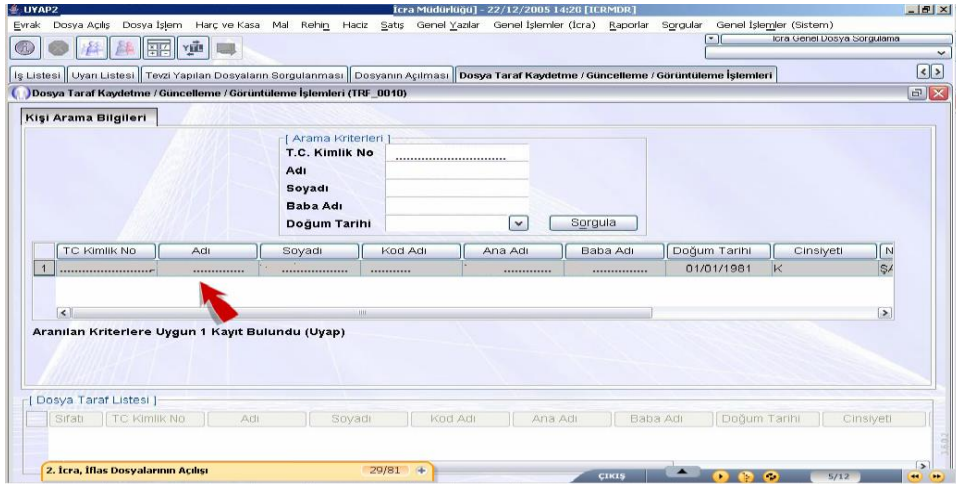 UYAP2
İcra Müdürlüğü] - 22/12/2005 14:20 [ICRMDR]
Evrak Dosya Açılış Dosya İşlem Harç ve Kasa Mal Rehin Haciz Satış Genel Yazılar Genel İşlemler (İcra) Raporlar Sorgular Genel İşlemler (Sistem)
İcra Genel Dosya Sorgulama
İş Listesi Uyarı Listesi Tevzi Yapılan Dosyaların Sorgulanması Dosyanın Açılması Dosya Taraf Kaydetme / Güncelleme / Görüntüleme İşlemleri
Dosya Taraf Kaydetme / Güncelleme / Görüntüleme İşlemleri (TRF_0010)
Kişi Arama Bilgileri
[ Arama Kriterleri ]
T.C. Kimlik No ............................
Adı
Soyadı
Baba Adı
Doğum Tarihi Sorgula
TC Kimlik No Adı Soyadı Kod Adı Ana Adı Baba Adı Doğum Tarihi Cinsiyeti N
1 01/01/1981 K ŞA
Aranılan Kriterlere Uygun 1 Kayıt Bulundu (Uyap)
[ Dosya Taraf Listesi ]
Sıfatı TC Kimlik No Adı Soyadı Kod Adı Ana Adı Baba Adı Doğum Tarihi Cinsiyeti
2. İcra, İflas Dosyalarının Açılışı 29/81 +
ÇIKIŞ 5/12